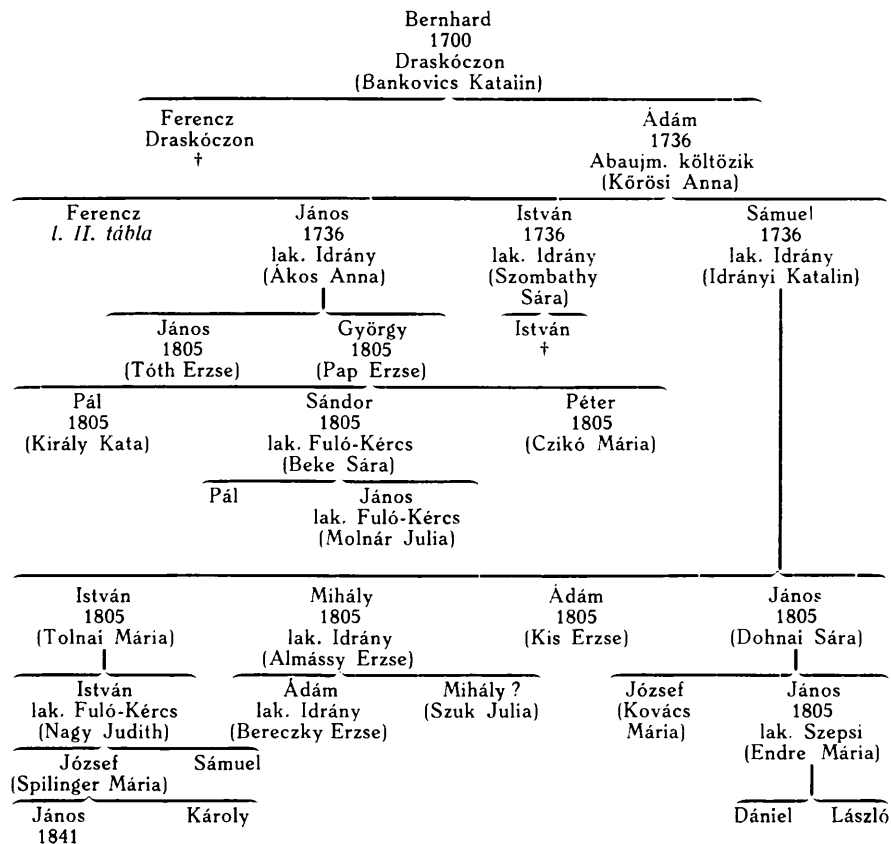 Bernhard
1700
Draskóczon
(Bankovics Katalin)
Ferencz Ádám
Draskóczon 1736
† Abaujm. költözik
(Kőrösi Anna)
Ferencz János István Sámuel
l. II. tábla 1736 1736 1736
lak. Idrány lak. Idrány lak. Idrány
(Ákos Anna) (Szombathy (Idrányi Katalin)
Sára)
János György István
1805 1805 †
(Tóth Erzse) (Pap Erzse)
Pál Sándor Péter
1805 1805 1805
(Király Kata) lak. Fuló-Kércs (Czikó Mária)
(Beke Sára)
Pál János
lak. Fuló-Kércs
(Molnár Julia)
István Mihály Ádám János
1805 1805 1805 1805
(Tolnai Mária) lak. Idrány (Kis Erzse) (Dohnai Sára)
(Almássy Erzse)
István Ádám Mihály ? József János
lak. Fuló-Kércs lak. Idrány (Szuk Julia) (Kovács 1805
(Nagy Judith) (Bereczky Erzse) Mária) lak. Szepsi
(Endre Mária)
József Sámuel
(Spilinger Mária)
János Károly Dániel László
1841